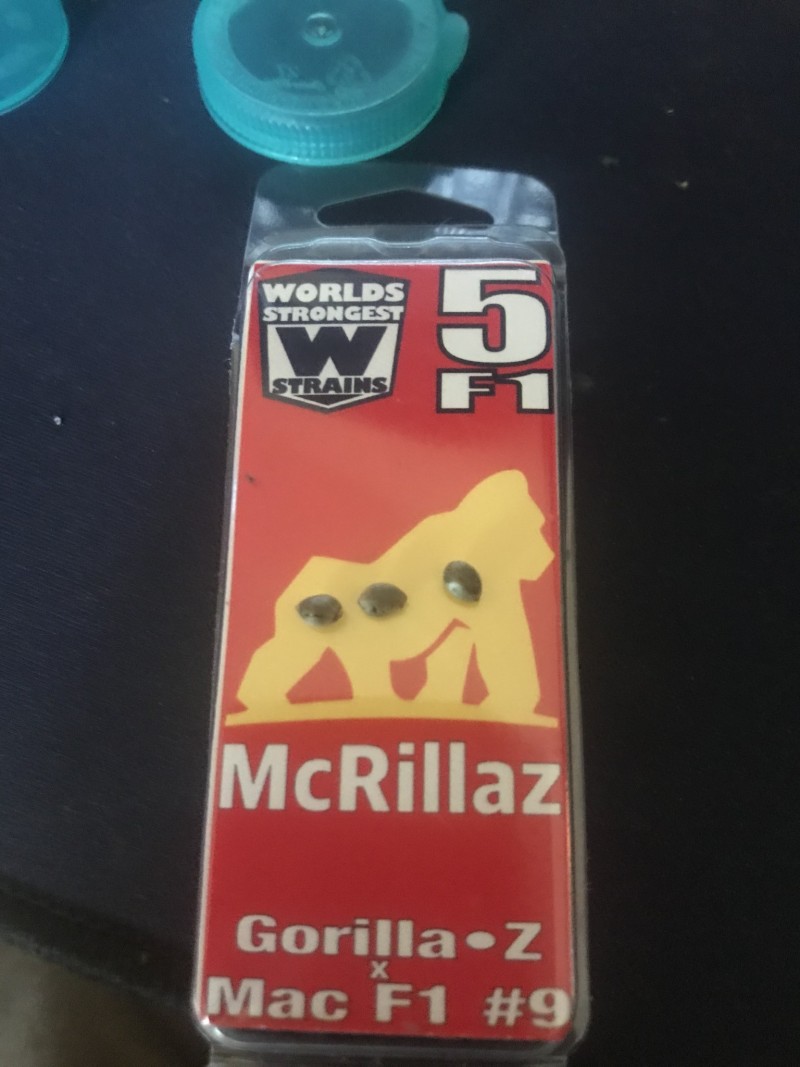 WORLDS
STRONGEST
W
STRAINS
5
F1
McRillaz
Gorilla • Z
x
Mac F1 #9